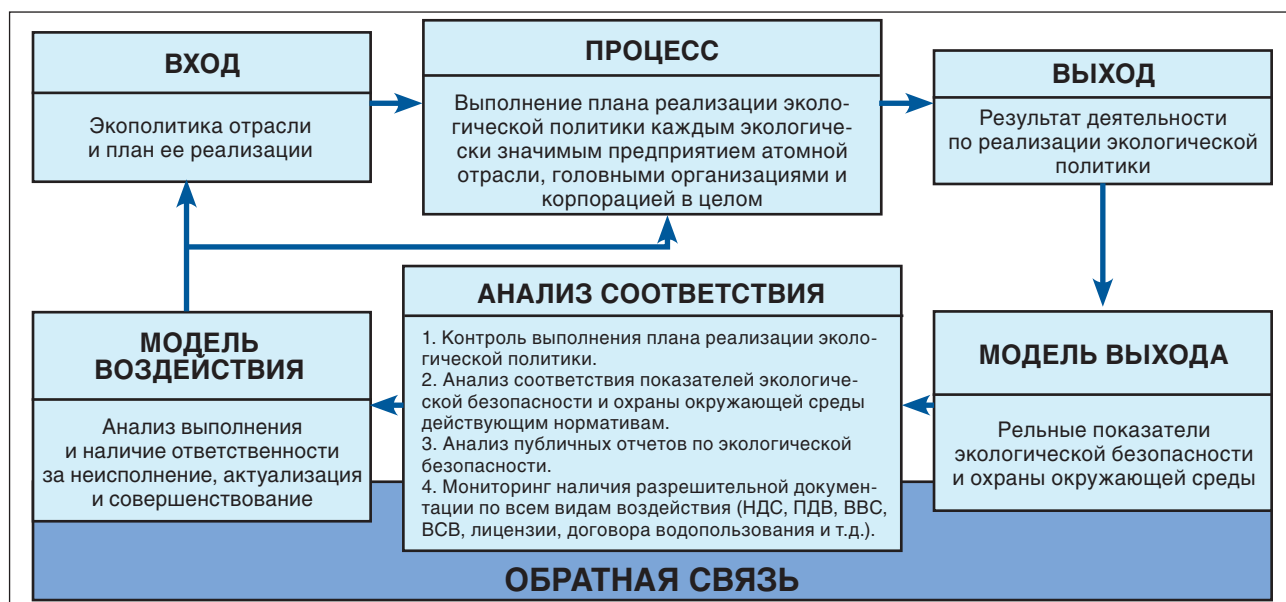 ВХОД
Экополитика отрасли
и план ее реализации
ПРОЦЕСС
Выполнение плана реализации эколо-
гической политики каждым экологиче-
ски значимым предприятием атомной
отрасли, головными организациями и
корпорацией в целом
ВЫХОД
Результат деятельности
по реализации экологической
политики
МОДЕЛЬ
ВОЗДЕЙСТВИЯ
Анализ выполнения
и наличие ответственности
за неисполнение, актуализация
и совершенствование
АНАЛИЗ СООТВЕТСТВИЯ
1. Контроль выполнения плана реализации эколо-
гической политики.
2. Анализ соответствия показателей экологиче-
ской безопасности и охраны окружающей среды
действующим нормативам.
3. Анализ публичных отчетов по экологической
безопасности.
4. Мониторинг наличия разрешительной докумен-
тации по всем видам воздействия (НДС, ПДВ, ВВС,
ВСВ, лицензии, договора водопользования и т.д.).
МОДЕЛЬ ВЫХОДА
Рельные показатели
экологической безопасности
и охраны окружающей среды
ОБРАТНАЯ СВЯЗЬ